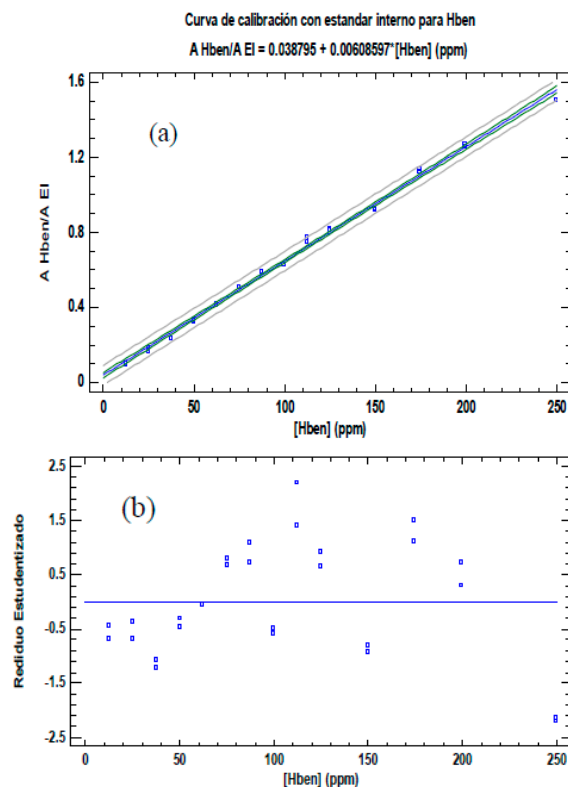 Curva de calibración con estandar interno para Hben
A Hben/A EI = 0.038795 + 0.00608597*[Hben] (ppm)
1.6
(a)
1.2
A Hben/A EI
0.8
0.4
0
0 50 100 150 200 250
[Hben] (ppm)
2.5
(b)
1.5
Rediduo Estudentizado
0.5
-0.5
-1.5
-2.5
0 50 100 150 200 250
[Hben] (ppm)